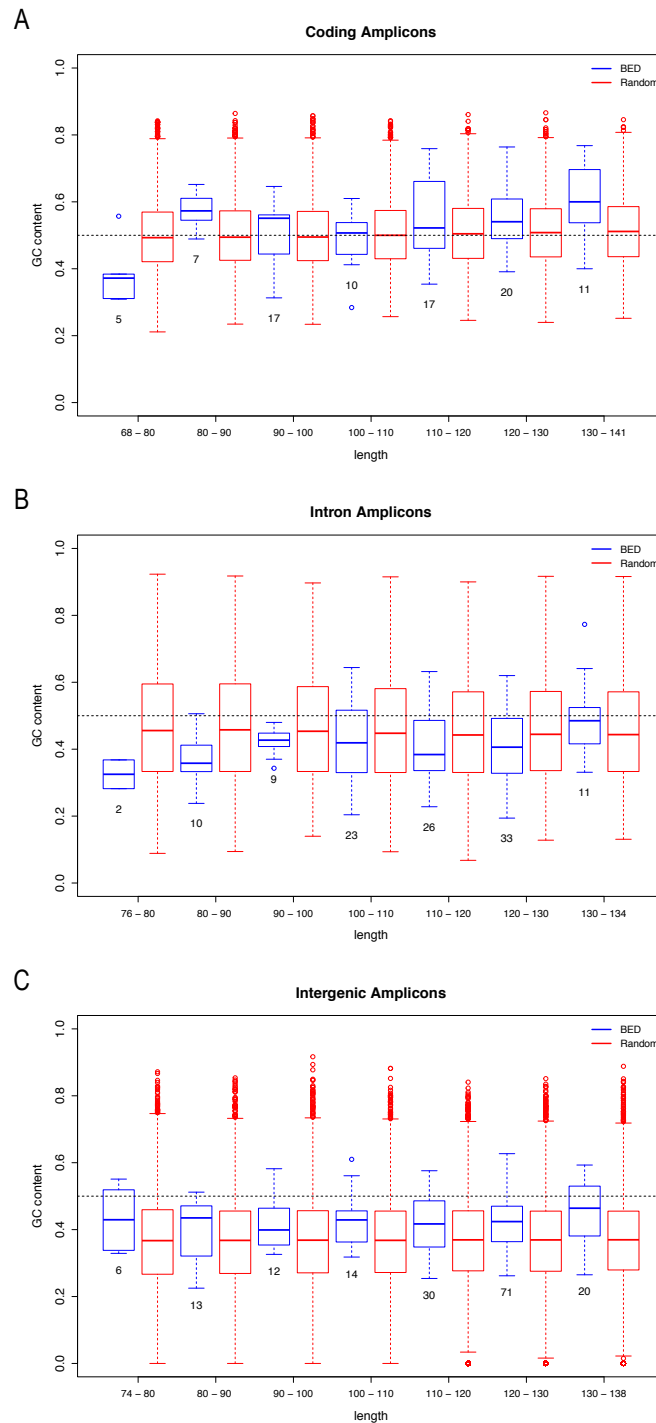 A
Coding Amplicons
BED
Random
GC content
1.0
0.8
0.6
0.4
0.2
0.0
5
7
17
10
17
20
11
68 − 80
80 − 90
90 − 100
100 − 110
110 − 120
120 − 130
130 − 141
length
B
Intron Amplicons
BED
Random
GC content
1.0
0.8
0.6
0.4
0.2
0.0
2
10
9
23
26
33
11
76 − 80
80 − 90
90 − 100
100 − 110
110 − 120
120 − 130
130 − 134
length
C
Intergenic Amplicons
BED
Random
GC content
1.0
0.8
0.6
0.4
0.2
0.0
6
13
12
14
30
71
20
74 − 80
80 − 90
90 − 100
100 − 110
110 − 120
120 − 130
130 − 138
length